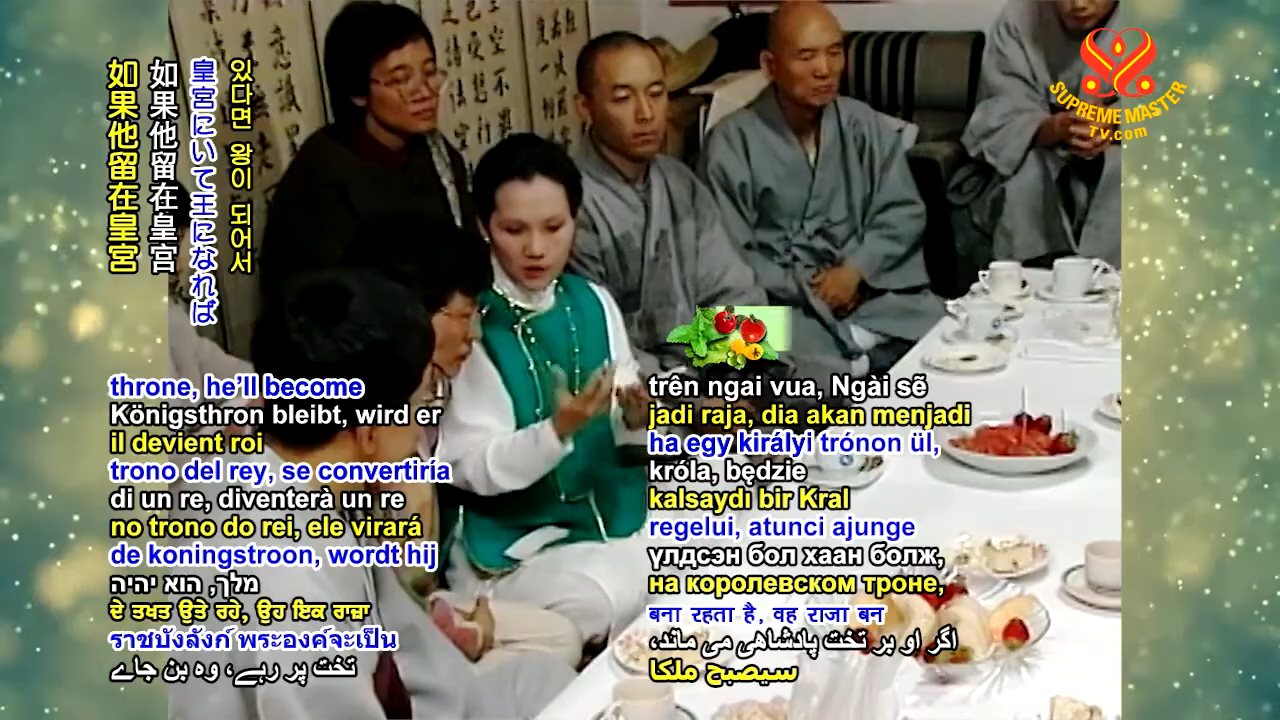 SUPREME MASTER
TV.com
있다면 왕이 되어서
皇宮にいて王になれば
如果他留在皇宫
如果他留在皇宮
throne, he'll become
Königsthron bleibt, wird er
il devient roi
trono del rey, se convertiría
di un re, diventerà un re
no trono do rei, ele virará
de koningstroon, wordt hij
מלך, הוא יהיה
ਦੇ ਤਖਤ ਉਤੇ ਰਹੇ, ਉਹ ਇਕ ਰਾਜਾ
ราชบังลังก์ พระองค์จะเป็น
تخت پر رہے، وہ بن جاۓ
trên ngai vua, Ngài sẽ
jadi raja, dia akan menjadi
ha egy királyi trónon ül,
króla, będzie
kalsaydı bir Kral
regelui, atunci ajunge
үлдсэн бол хаан болж,
на королевском троне,
बना रहता है, वह राजा बन
اگر او بر تخت پادشاهی می ماند،
سيصبح ملكا